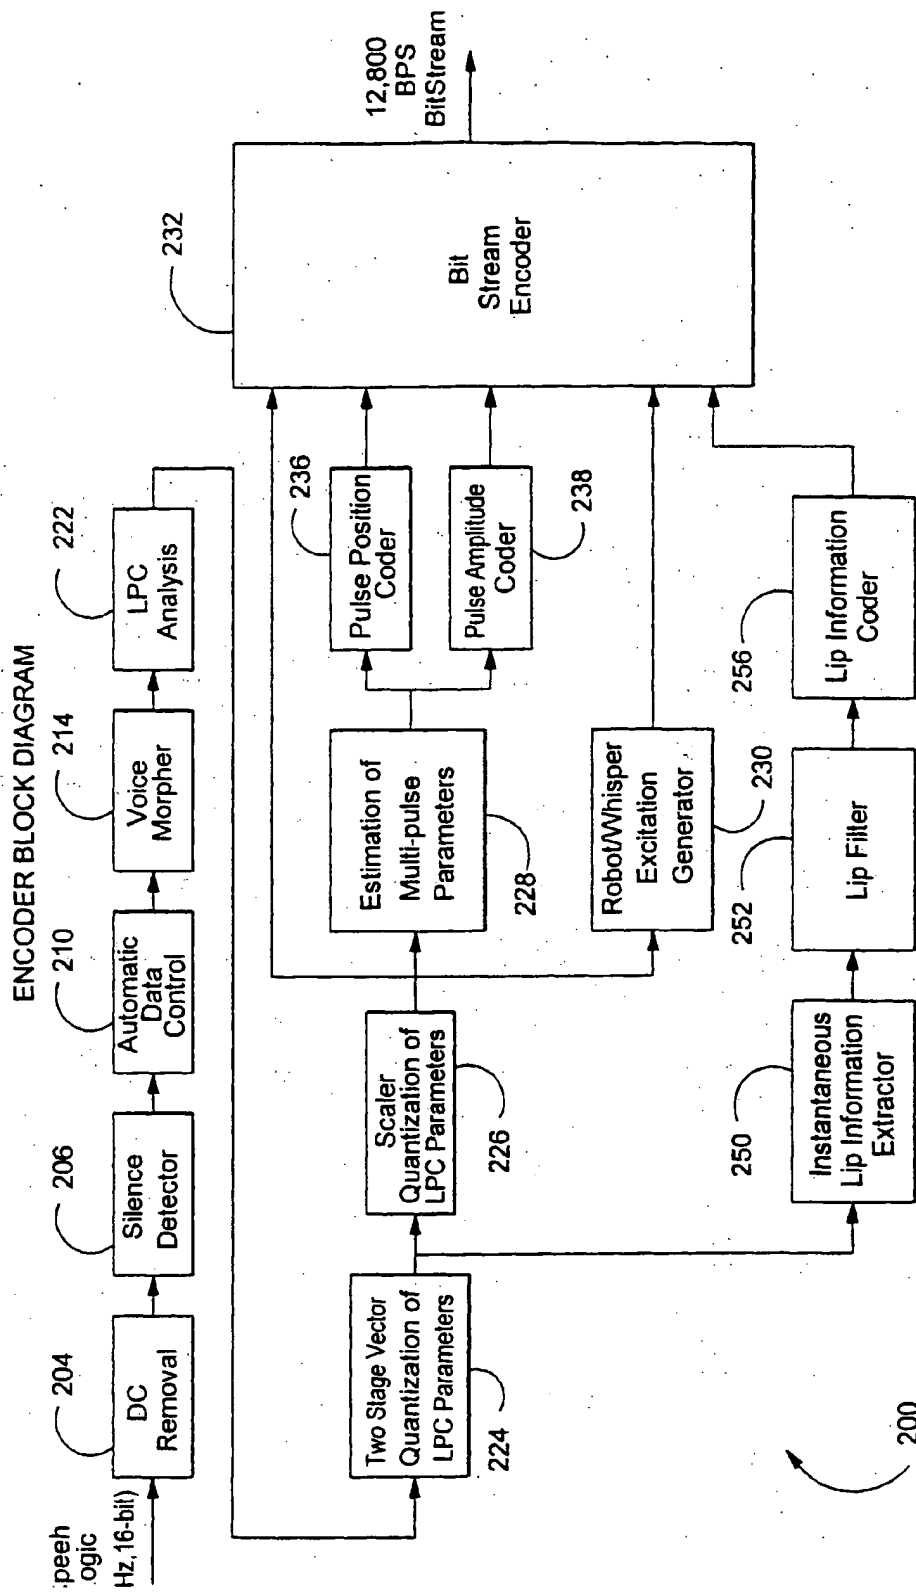 ENCODER BLOCK DIAGRAM
204
206
210
214
222
DC
Removal
Silence
Detector
Automatic
Data
Control
Voice
Morpher
LPC
Analysis
:peeh
.ogic
Hz,16-bit)
232
12,800
BPS
BitStream
Bit
Stream
Encoder
236
Pulse Position
Coder
Pulse Amplitude
Coder
238
Estimation of
Multi-pulse
Parameters
228
Scaler
Quantization of
LPC Parameters
226
Two Stage Vector
Quantization of
LPC Parameters
224
Robot/Whisper
Excitation
Generator
230
250
252
256
Instantaneous
Lip Information
Extractor
Lip Filter
Lip Information
Coder
200